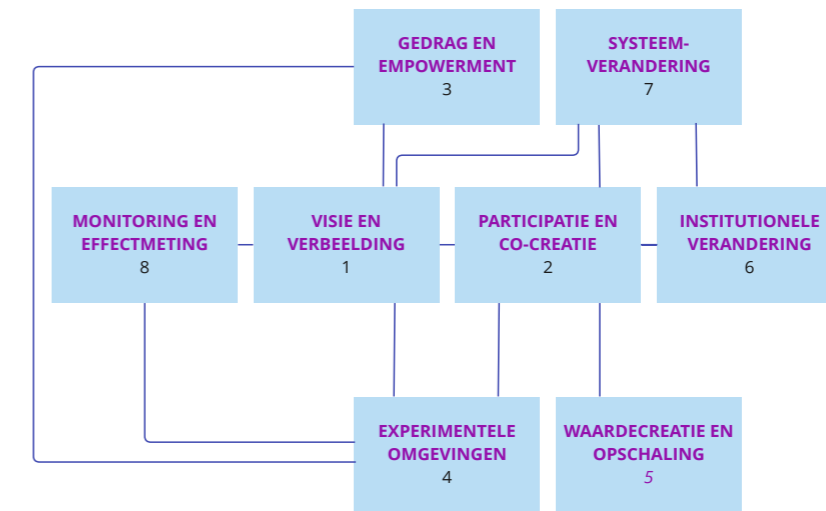 GEDRAG EN
EMPOWERMENT
3
SYSTEEM-
VERANDERING
7
MONITORING EN
EFFECTMETING
8
VISIE EN
VERBEELDING
1
PARTICIPATIE EN
CO-CREATIE
2
INSTITUTIONELE
VERANDERING
6
EXPERIMENTELE
OMGEVINGEN
4
WAARDECREATIE EN
OPSCHALING
5